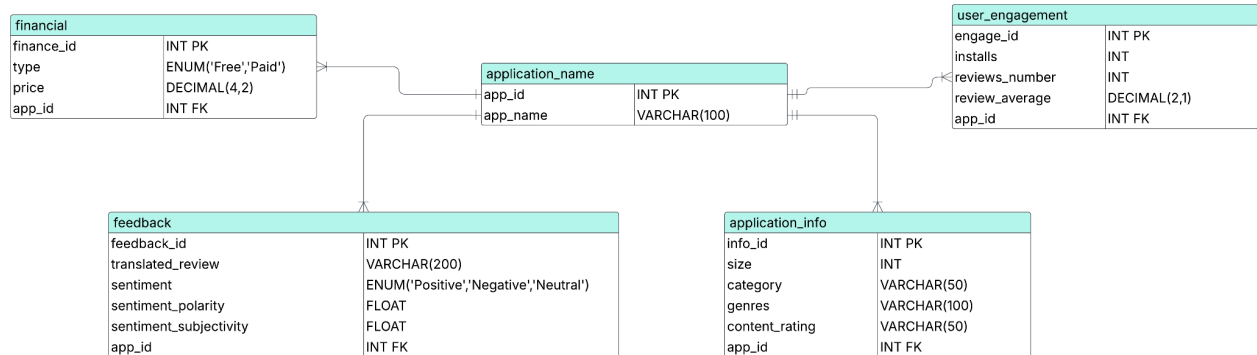 financial
finance_id INT PK
type ENUM('Free','Paid')
price DECIMAL(4,2)
app_id INT FK
application_name
app_id INT PK
app_name VARCHAR(100)
user_engagement
engage_id INT PK
installs INT
reviews_number INT
review_average DECIMAL(2,1)
app_id INT FK
feedback
feedback_id INT PK
translated_review VARCHAR(200)
sentiment ENUM('Positive','Negative','Neutral')
sentiment_polarity FLOAT
sentiment_subjectivity FLOAT
app_id INT FK
application_info
info_id INT PK
size INT
category VARCHAR(50)
genres VARCHAR(100)
content_rating VARCHAR(50)
app_id INT FK